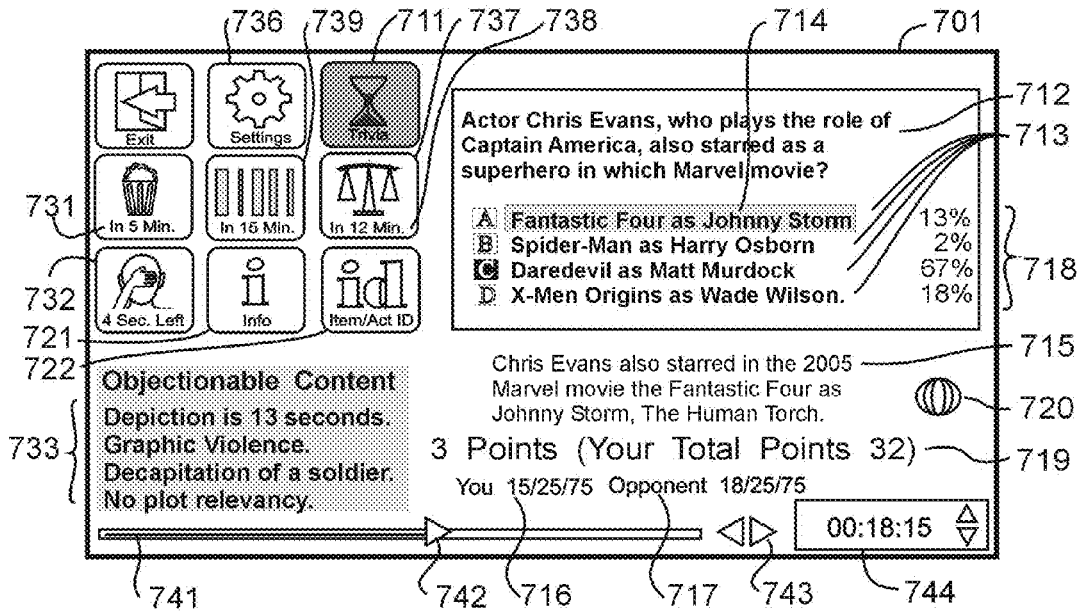 736 739 711 737 738 714 701
Exit Settings Trivia
Actor Chris Evans, who plays the role of
Captain America, also starred as a
superhero in which Marvel movie?
712
713
731
In 5 Min. In 15 Min. In 12 Min.
A Fantastic Four as Johnny Storm 13%
B Spider-Man as Harry Osborn 2%
C Daredevil as Matt Murdock 67%
D X-Men Origins as Wade Wilson. 18%
718
732
4 Sec. Left Info Item/Act ID
721
722
Chris Evans also starred in the 2005
Marvel movie the Fantastic Four as
Johnny Storm, The Human Torch.
715
720
Objectionable Content
Depiction is 13 seconds.
Graphic Violence.
Decapitation of a soldier.
No plot relevancy.
733
3 Points (Your Total Points 32)
719
You 15/25/75 Opponent 18/25/75
00:18:15
741 742 716 717 743 744